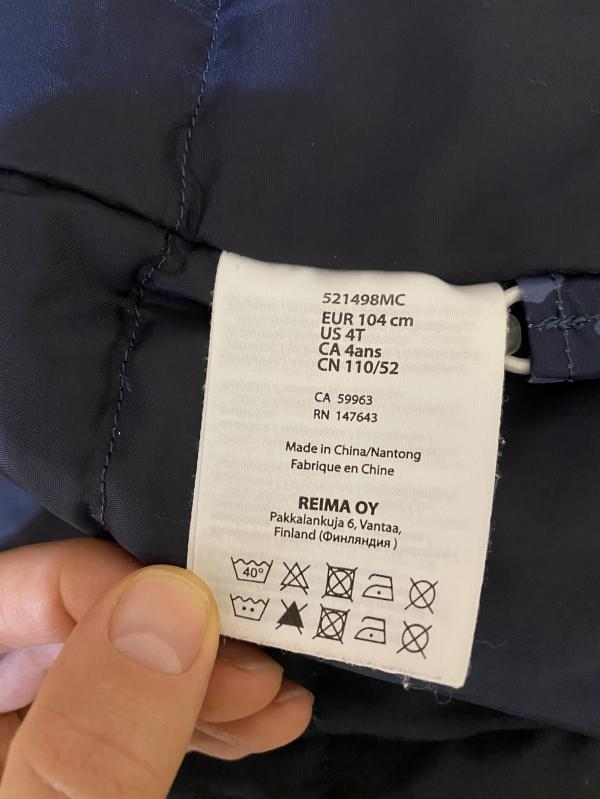 521498MC
EUR 104 cm
US 4T
CA 4ans
CN 110/52
CA 59963
RN 147643
Made in China/Nantong
Fabrique en Chine
REIMA OY
Pakkalankuja 6, Vantaa,
Finland (Финляндия)
40°